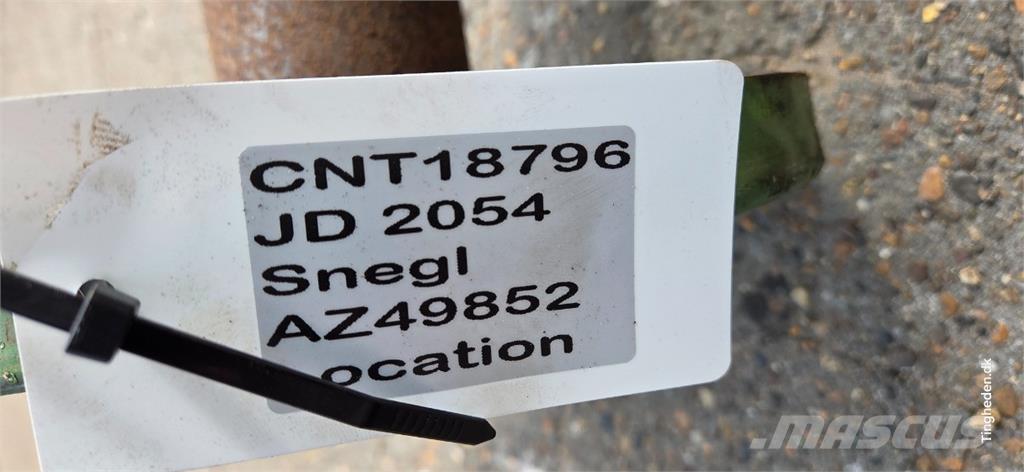 CNT18796
JD 2054
Snegl
AZ49852
ocation
Tingheden.dk
MASCUS